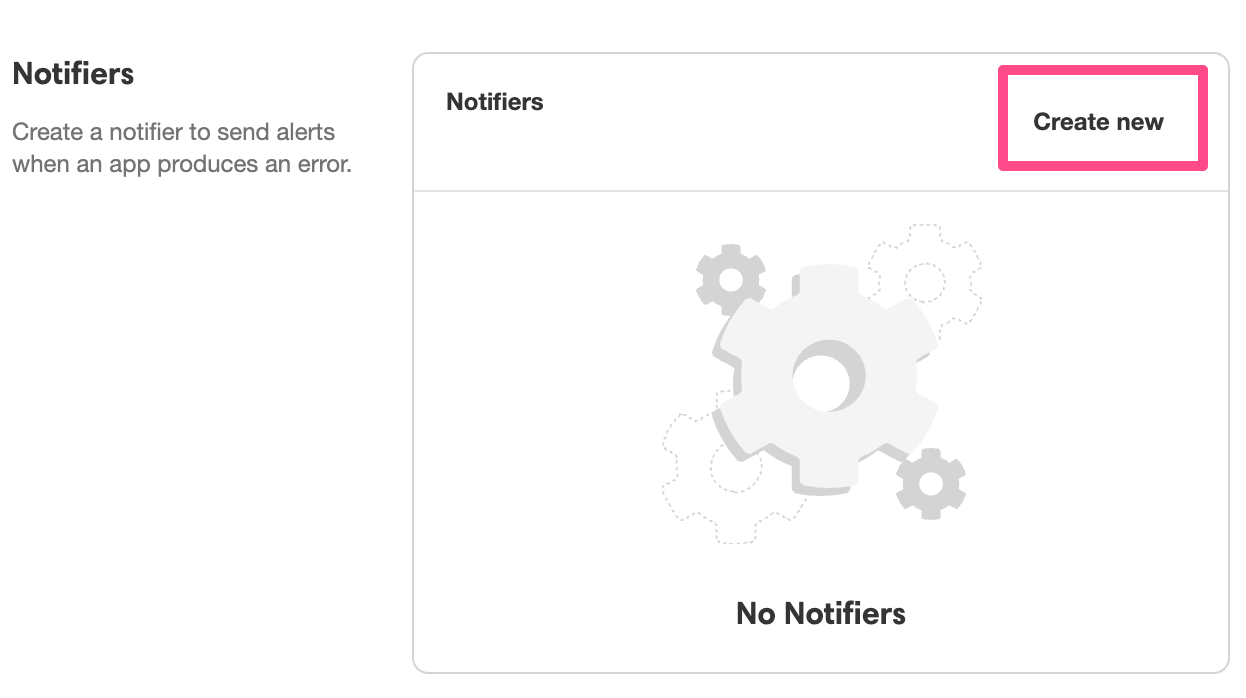 Notifiers
Create a notifier to send alerts
when an app produces an error.
Notifiers
Create new
No Notifiers